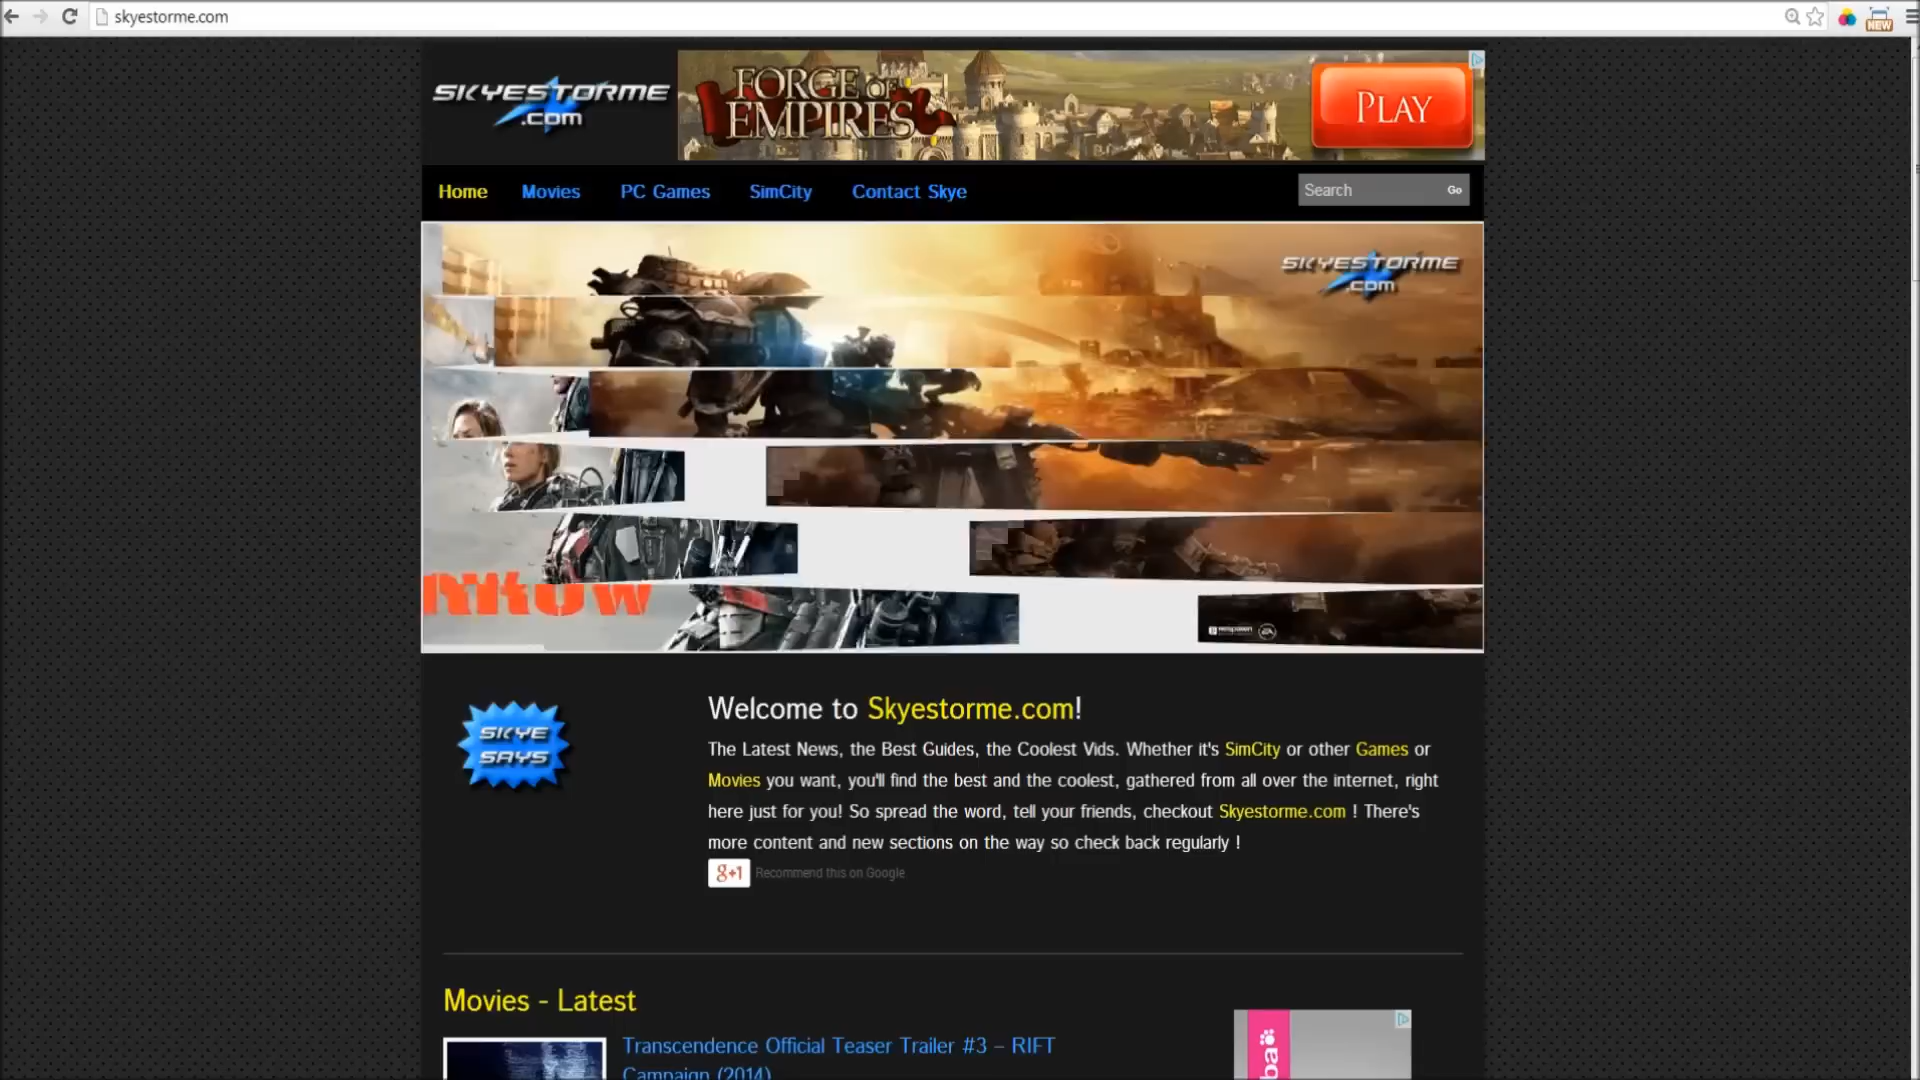 skyestorme.com
NEW
SKYESTORME
.COM
FORGE OF
EMPIRES
PLAY
Home Movies PC Games SimCity Contact Skye
Search Go
SKYESTORME
.COM
EA
SKYE
SAYS
Welcome to Skyestorme.com!
The Latest News, the Best Guides, the Coolest Vids. Whether it's SimCity or other Games or
Movies you want, you'll find the best and the coolest, gathered from all over the internet, right
here just for you! So spread the word, tell your friends, checkout Skyestorme.com ! There's
more content and new sections on the way so check back regularly !
g+1 Recommend this on Google
Movies - Latest
Transcendence Official Teaser Trailer #3 – RIFT
Campaign (2014)
ba